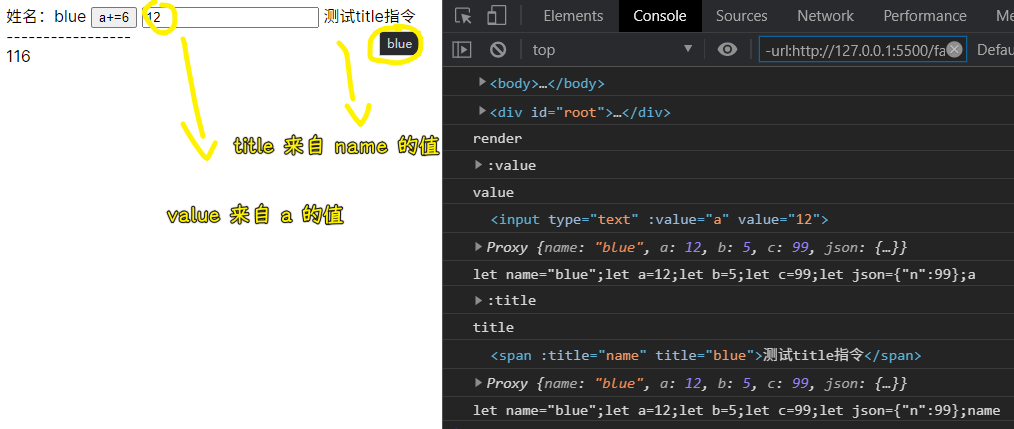 姓名：blue a+=6 12 测试title指令
-----------------
blue
116
title 来自 name 的值
value 来自 a 的值
Elements Console Sources Network Performance Me
top -url:http://127.0.0.1:5500/fa Defau
<body>…</body>
<div id="root">…</div>
render
:value
value
<input type="text" :value="a" value="12">
Proxy {name: "blue", a: 12, b: 5, c: 99, json: {…}}
let name="blue";let a=12;let b=5;let c=99;let json={"n":99};a
:title
title
<span :title="name" title="blue">测试title指令</span>
Proxy {name: "blue", a: 12, b: 5, c: 99, json: {…}}
let name="blue";let a=12;let b=5;let c=99;let json={"n":99};name